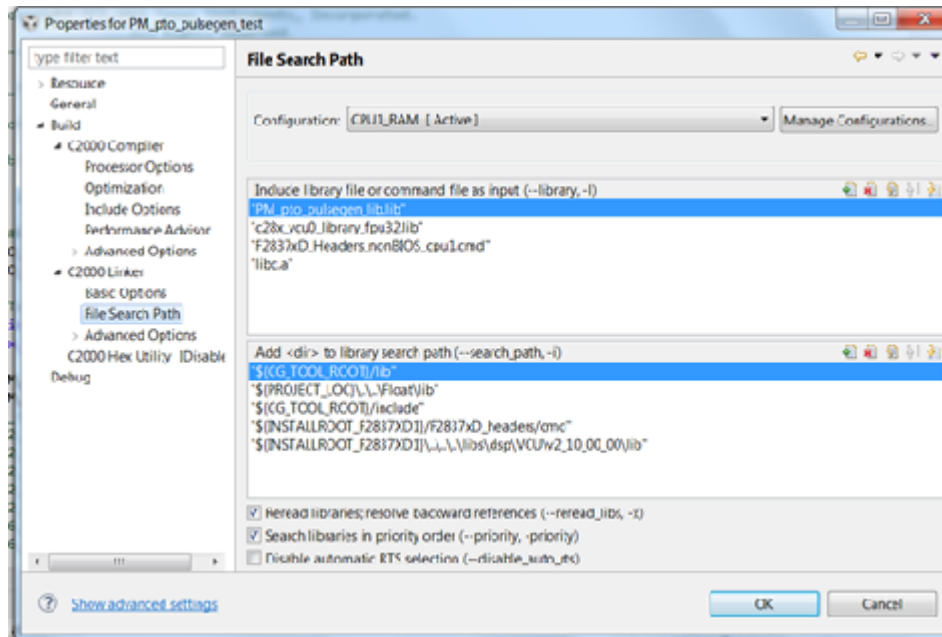 Properties for PM_pto_pulsegen_test
type filter text
Resource
General
Build
C2000 Compiler
Processor Options
Optimization
Include Options
Performance Advisor
Advanced Options
C2000 Linker
Basic Options
File Search Path
Advanced Options
C2000 Hex Utility [Disable
Debug
File Search Path
Configuration: CPU1_RAM [ Active ]
Manage Configurations...
Include library file or command file as input (--library, -l)
"PM_pto_pulsegen_lib.lib"
"c28x_vcu0_library_fpu32.lib"
"F2837xD_Headers_nonBIOS_cpu1.cmd"
"libc.a"
Add <dir> to library search path (--search_path, -i)
"${CG_TOOL_ROOT}/lib"
"${PROJECT_LOC}\..\..\Float\lib"
"${CG_TOOL_ROOT}/include"
"${INSTALLROOT_F2837XD}/F2837xD_headers/cmd"
"${INSTALLROOT_F2837XD}\..\..\..\libs\dsp\VCU\v2_10_00_00\lib"
Reread libraries; resolve backward references (--reread_libs, -x)
Search libraries in priority order (--priority, -priority)
Disable automatic RTS selection (--disable_auto_rts)
Show advanced settings
OK
Cancel